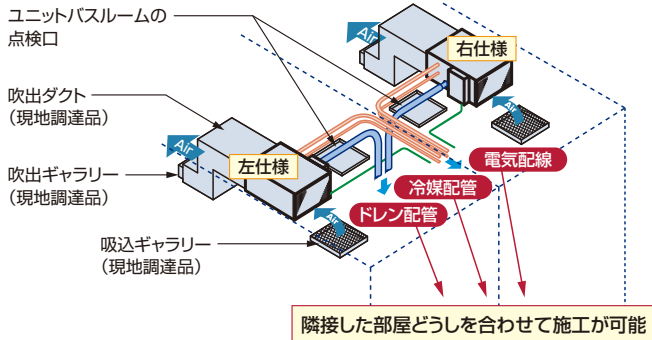 ユニットバスルームの
点検口
Air
右仕様
吹出ダクト
(現地調達品)
Air
Air
左仕様
電気配線
吹出ギャラリー
(現地調達品)
冷媒配管
ドレン配管
Air
吸込ギャラリー
(現地調達品)
隣接した部屋どうしを合わせて施工が可能